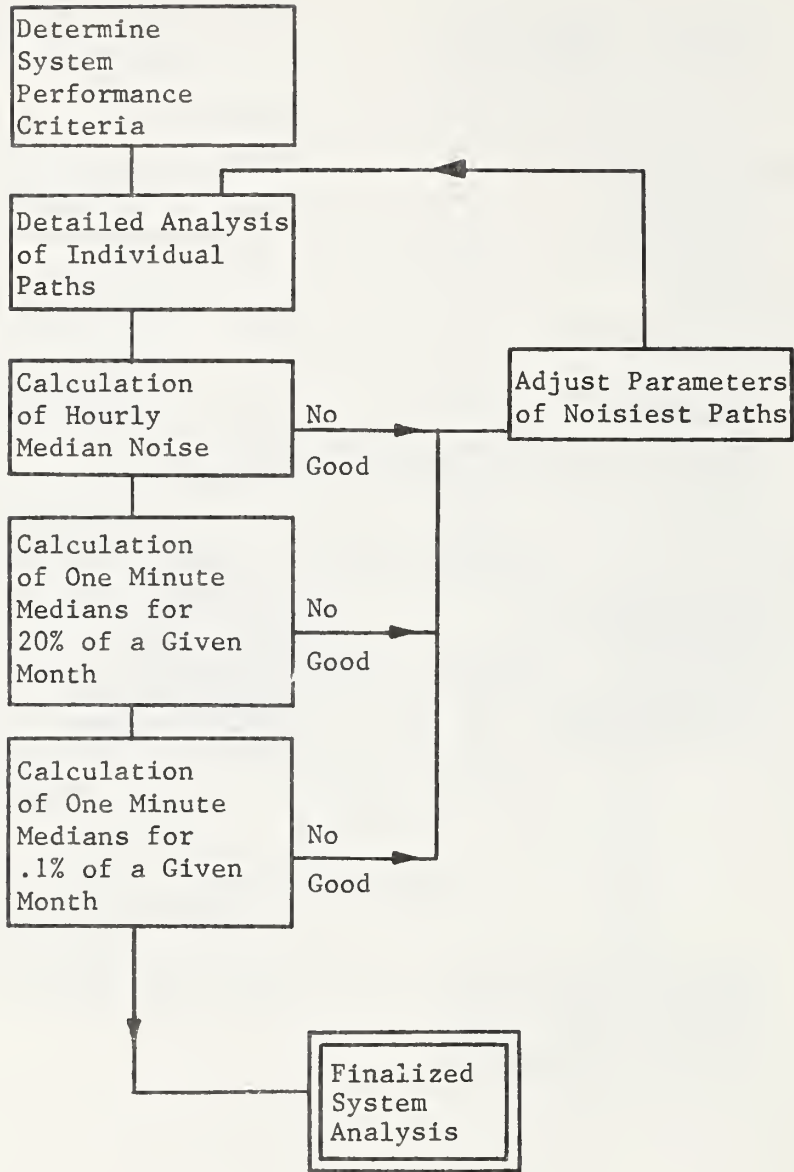 Determine
System
Performance
Criteria
Detailed Analysis
of Individual
Paths
Calculation
of Hourly
Median Noise
No
Good
Adjust Parameters
of Noisiest Paths
Calculation
of One Minute
Medians for
20% of a Given
Month
No
Good
Calculation
of One Minute
Medians for
.1% of a Given
Month
No
Good
Finalized
System
Analysis